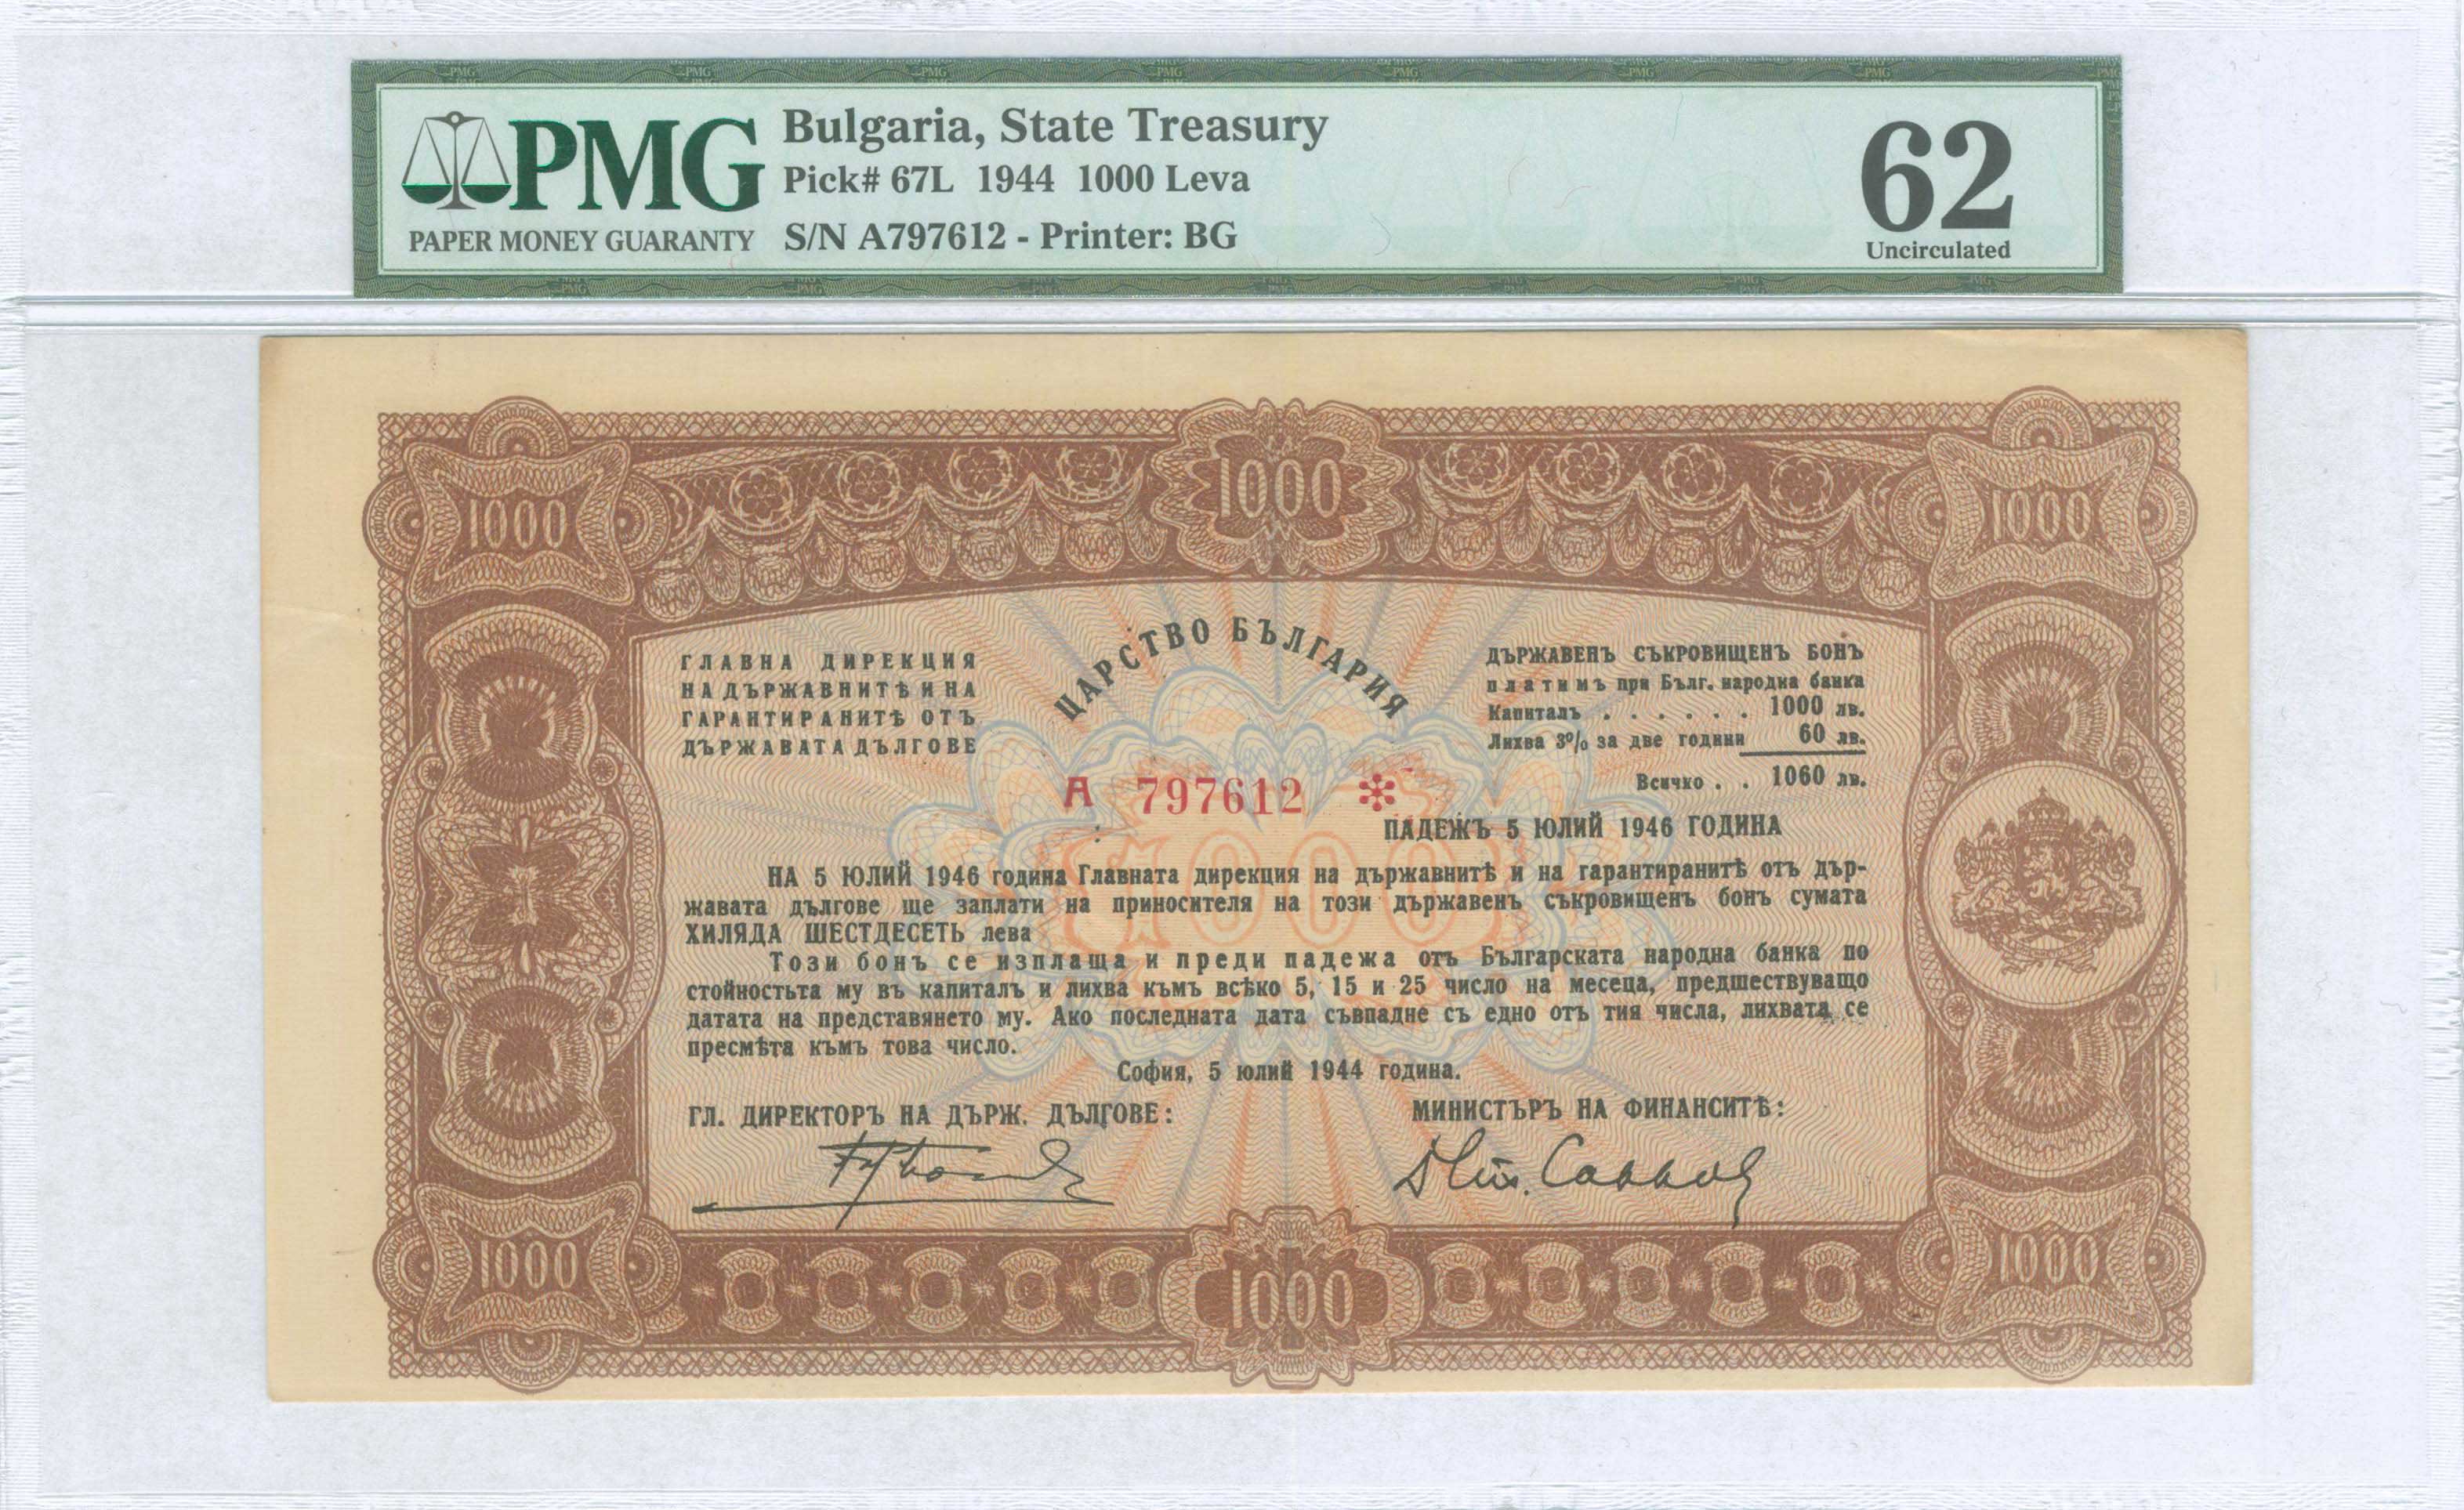 PMG
PAPER MONEY GUARANTY
Bulgaria, State Treasury
Pick# 67L 1944 1000 Leva
S/N A797612 - Printer: BG
62
Uncirculated
1000
1000
1000
ЦАРСТВО БЪЛГАРИЯ
ГЛАВНА ДИРЕКЦИЯ
НА ДЪРЖАВНИТѢ И НА
ГАРАНТИРАНИТѢ ОТЪ
ДЪРЖАВАТА ДЪЛГОВЕ
ДЪРЖАВЕНЪ СЪКРОВИЩЕНЪ БОНЪ
платимъ при Бълг. народна банка
Капиталъ . . . . . . 1000 лв.
Лихва 3% за две години 60 лв.
Всичко . . 1060 лв.
А 797612 *
ПАДЕЖЪ 5 ЮЛИЙ 1946 ГОДИНА
НА 5 ЮЛИЙ 1946 година Главната дирекция на държавнитѣ и на гарантиранитѣ отъ дър-
жавата дългове ще заплати на приносителя на този държавенъ съкровищенъ бонъ сумата
ХИЛЯДА ШЕСТДЕСЕТЬ лева
1000
Този бонъ се изплаща и преди падежа отъ Българската народна банка по
стойностьта му въ капиталъ и лихва къмъ всѣко 5, 15 и 25 число на месеца, предшествуващо
датата на представянето му. Ако последната дата съвпадне съ едно отъ тия числа, лихвата се
пресмѣта къмъ това число.
София, 5 юлий 1944 година.
ГЛ. ДИРЕКТОРЪ НА ДЪРЖ. ДЪЛГОВЕ:
МИНИСТЪРЪ НА ФИНАНСИТѢ:
1000
1000
1000